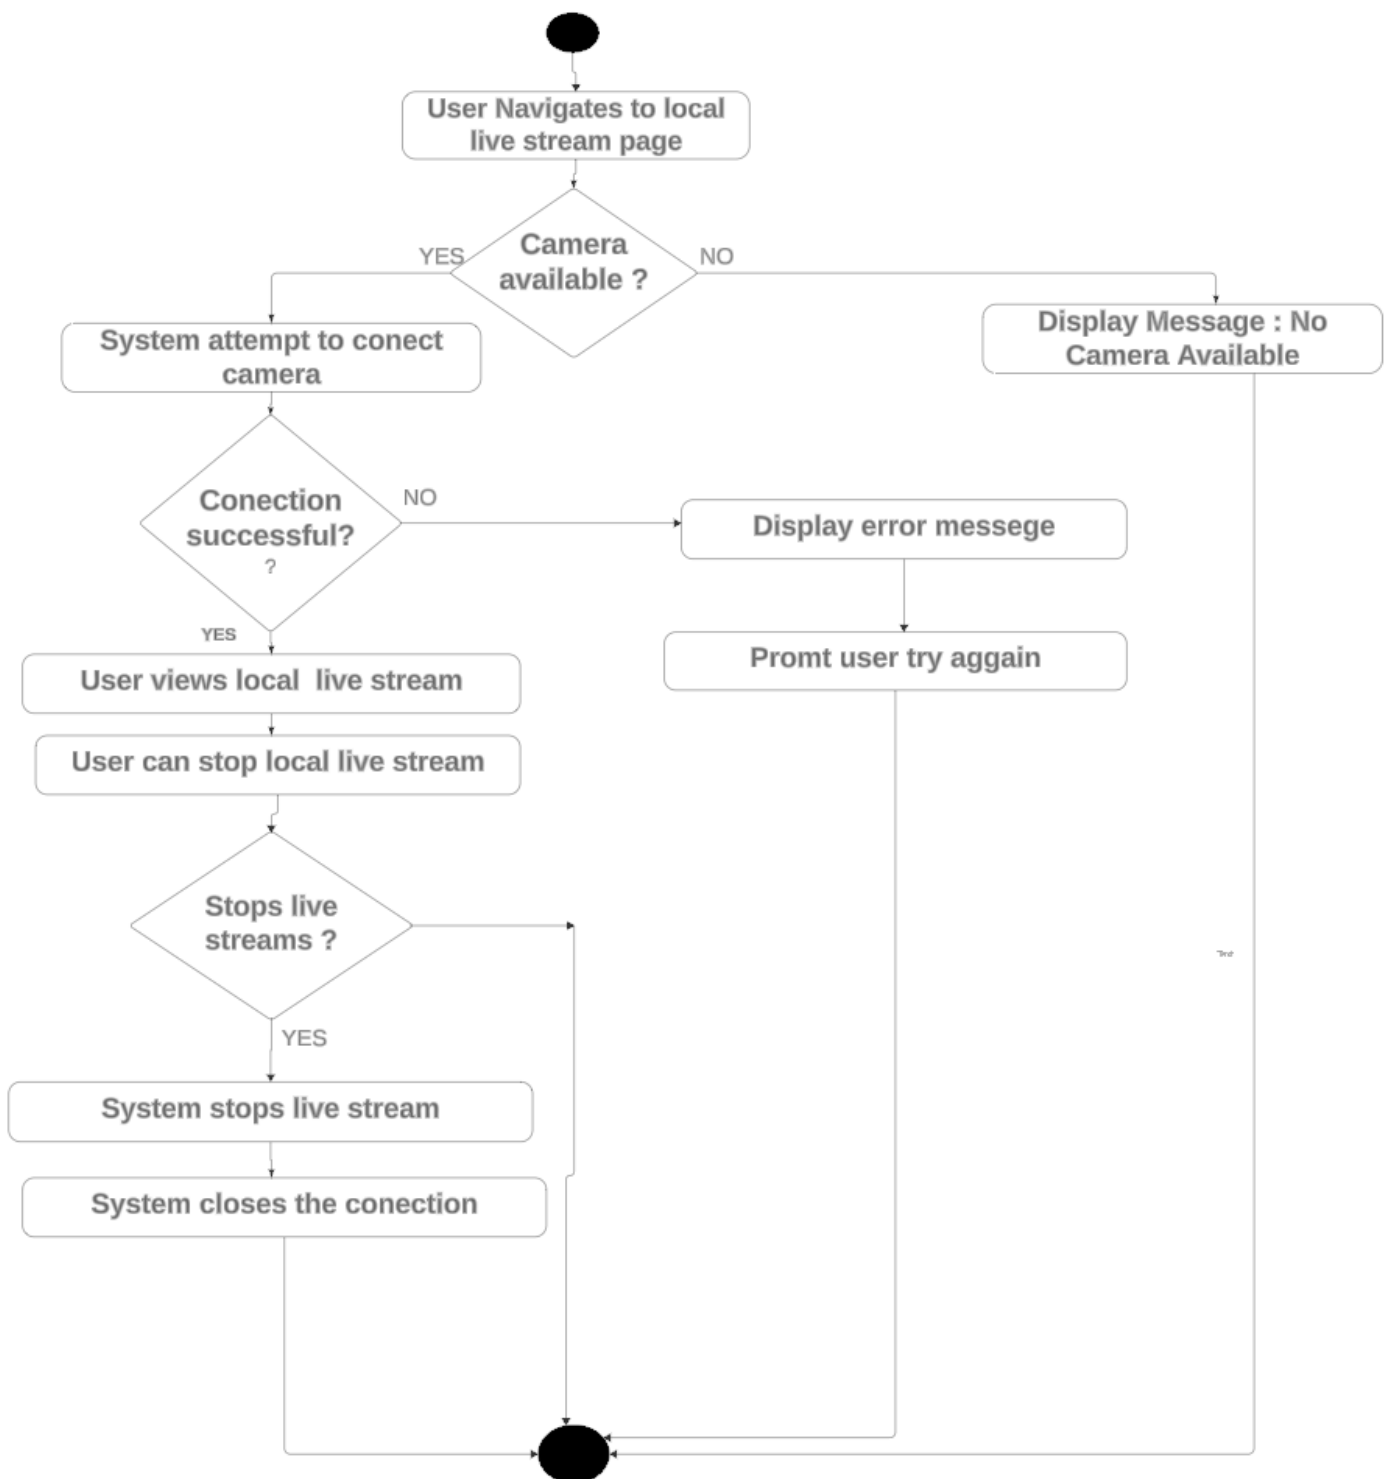 User Navigates to local
live stream page
Camera
available ?
YES
NO
System attempt to conect
camera
Display Message : No
Camera Available
Conection
successful?
?
NO
Display error messege
YES
Promt user try aggain
User views local  live stream
User can stop local live stream
Stops live
streams ?
YES
System stops live stream
System closes the conection